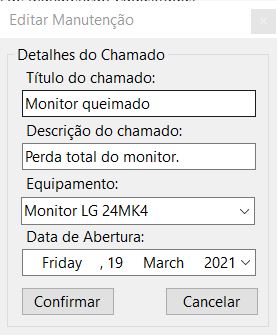 Editar Manutenção
Detalhes do Chamado
Título do chamado:
Monitor queimado
Descrição do chamado:
Perda total do monitor.
Equipamento:
Monitor LG 24MK4
Data de Abertura:
Friday , 19 March 2021
Confirmar Cancelar